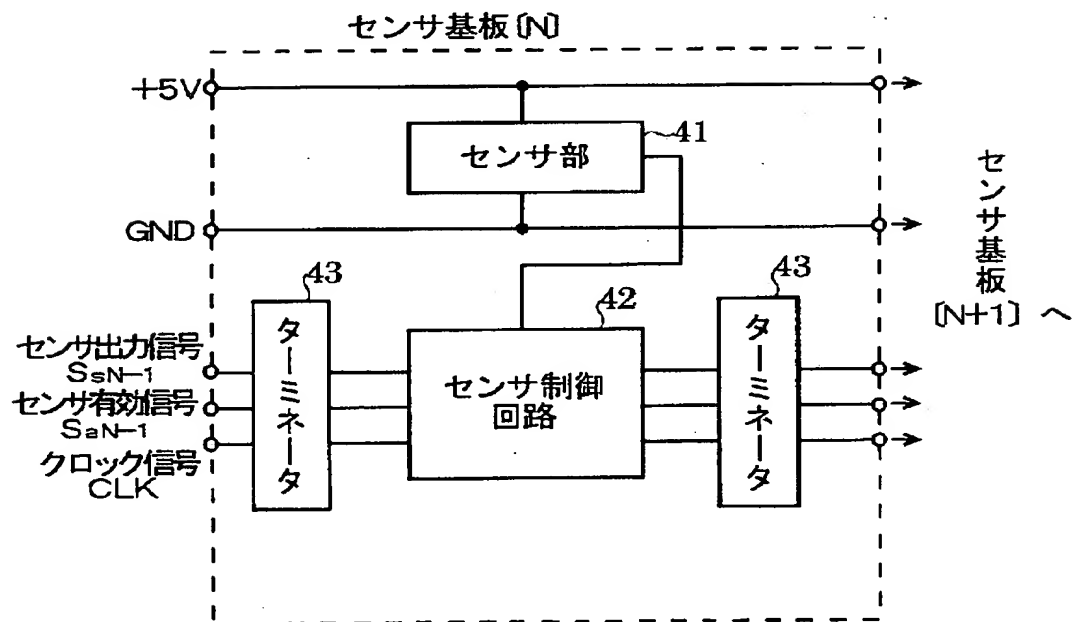 センサ基板〔N〕
+5V
センサ部
41
GND
センサ基板
〔N+1〕へ
43
42
43
ターミネータ
センサ制御
回路
ターミネータ
センサ出力信号
SsN-1
センサ有効信号
SaN-1
クロック信号
CLK